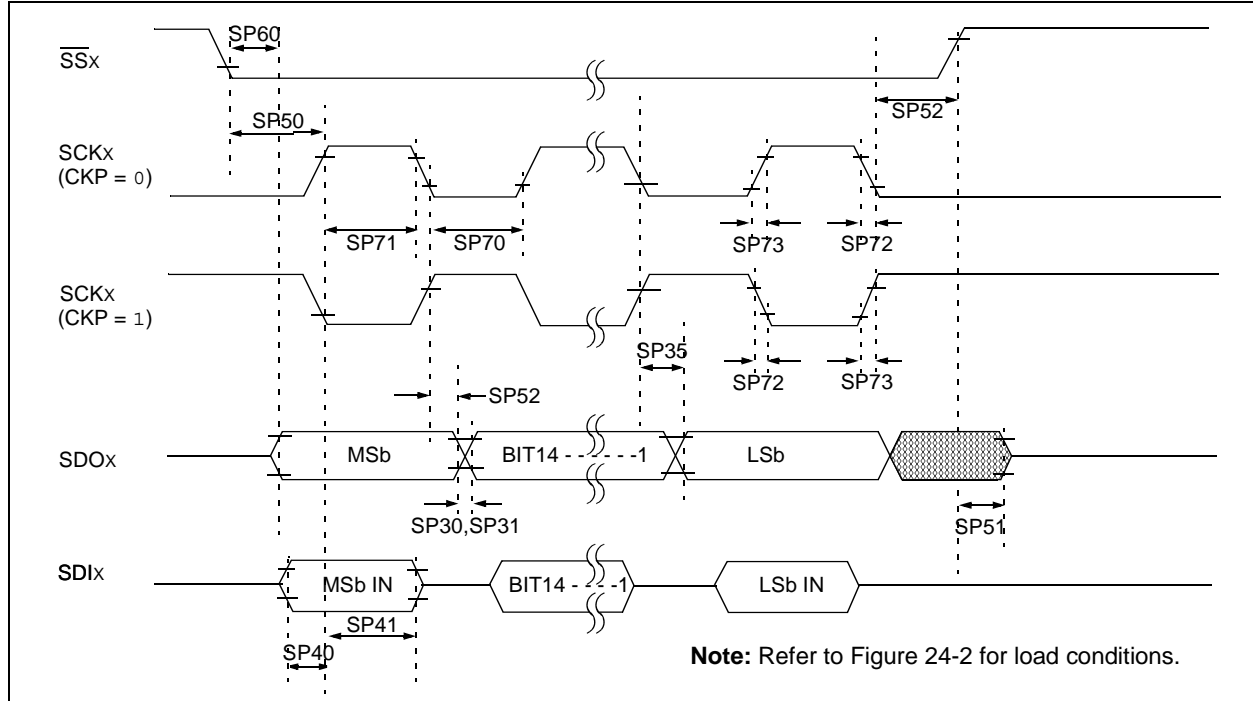 SP60
SSX
SP50
SP52
SCKX
(CKP = 0)
SP71
SP70
SP73
SP72
SCKX
(CKP = 1)
SP35
SP72
SP73
SP52
SDOX
MSb
BIT14 - - - - - -1
LSb
SP30,SP31
SP51
SDIX
MSb IN
BIT14 - - - -1
LSb IN
SP41
SP40
Note: Refer to Figure 24-2 for load conditions.